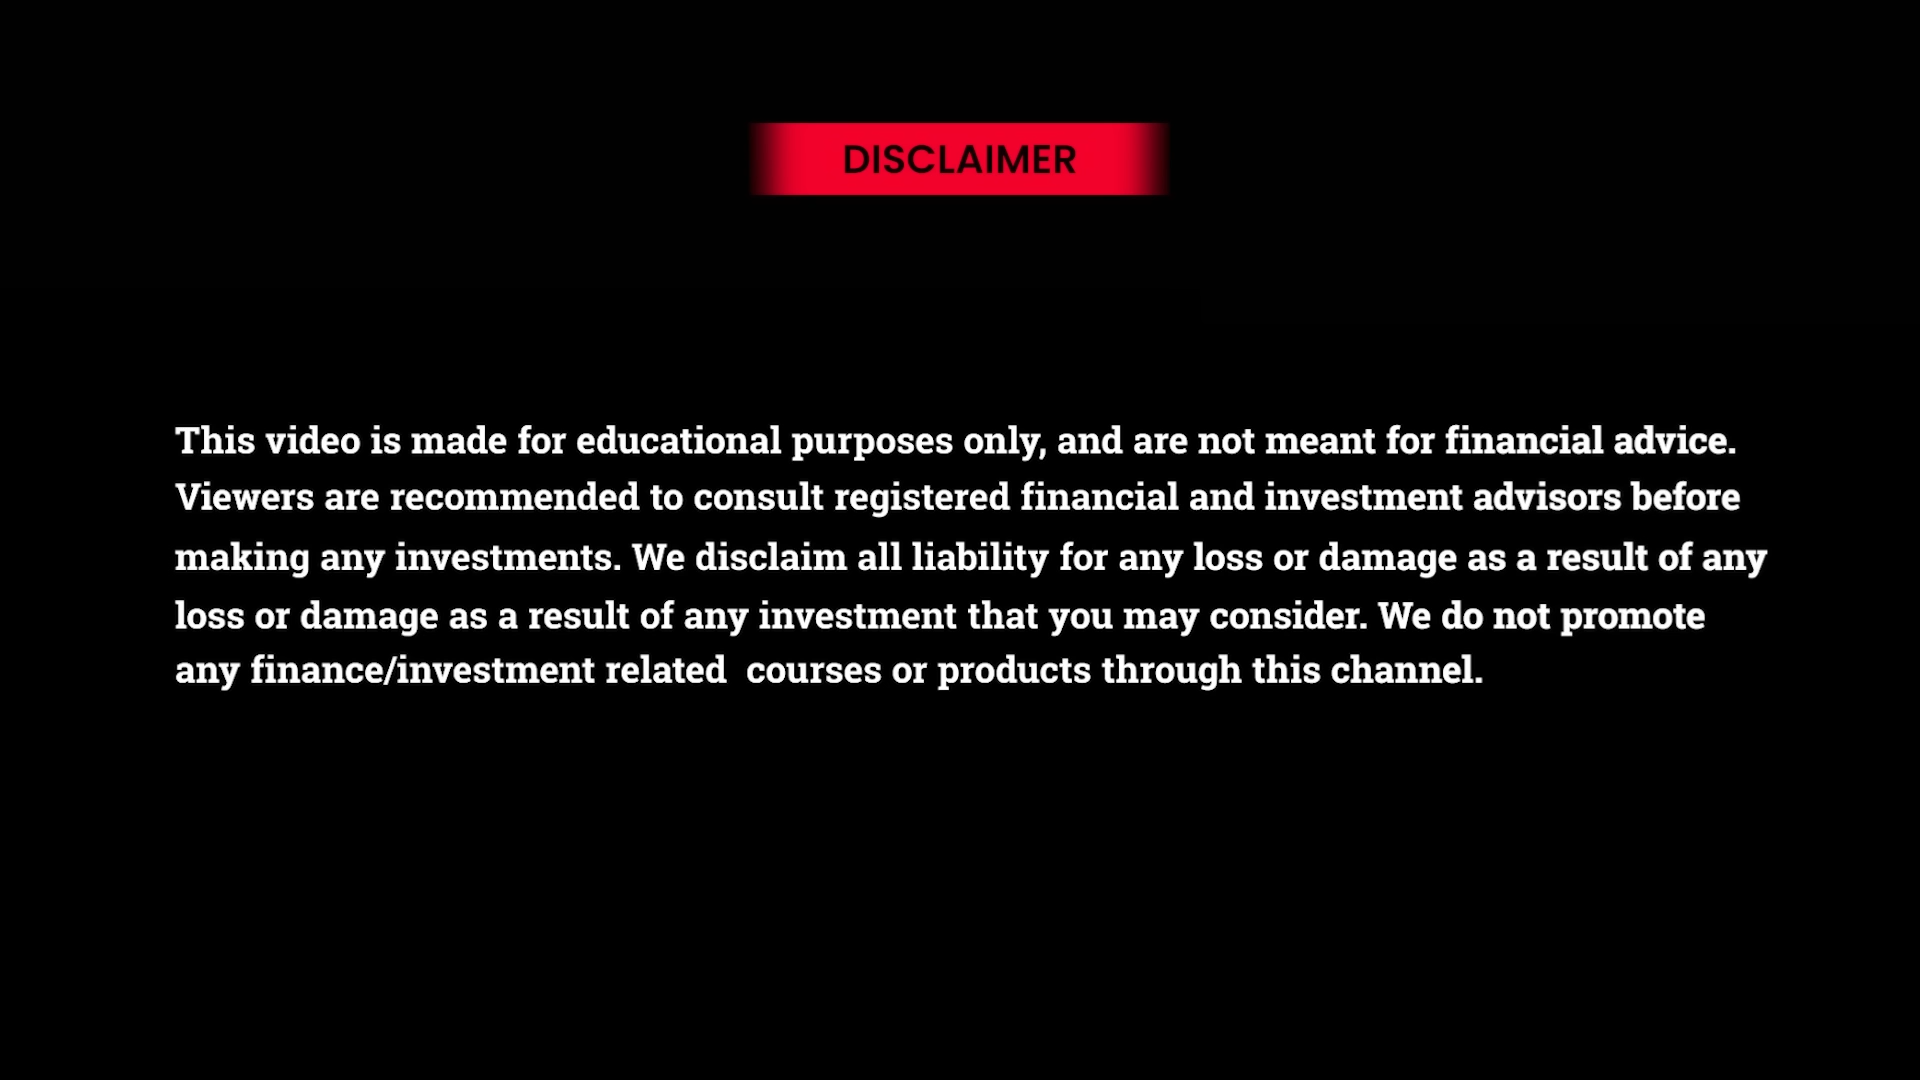 DISCLAIMER
This video is made for educational purposes only, and are not meant for financial advice.
Viewers are recommended to consult registered financial and investment advisors before
making any investments. We disclaim all liability for any loss or damage as a result of any
loss or damage as a result of any investment that you may consider. We do not promote
any finance/investment related  courses or products through this channel.